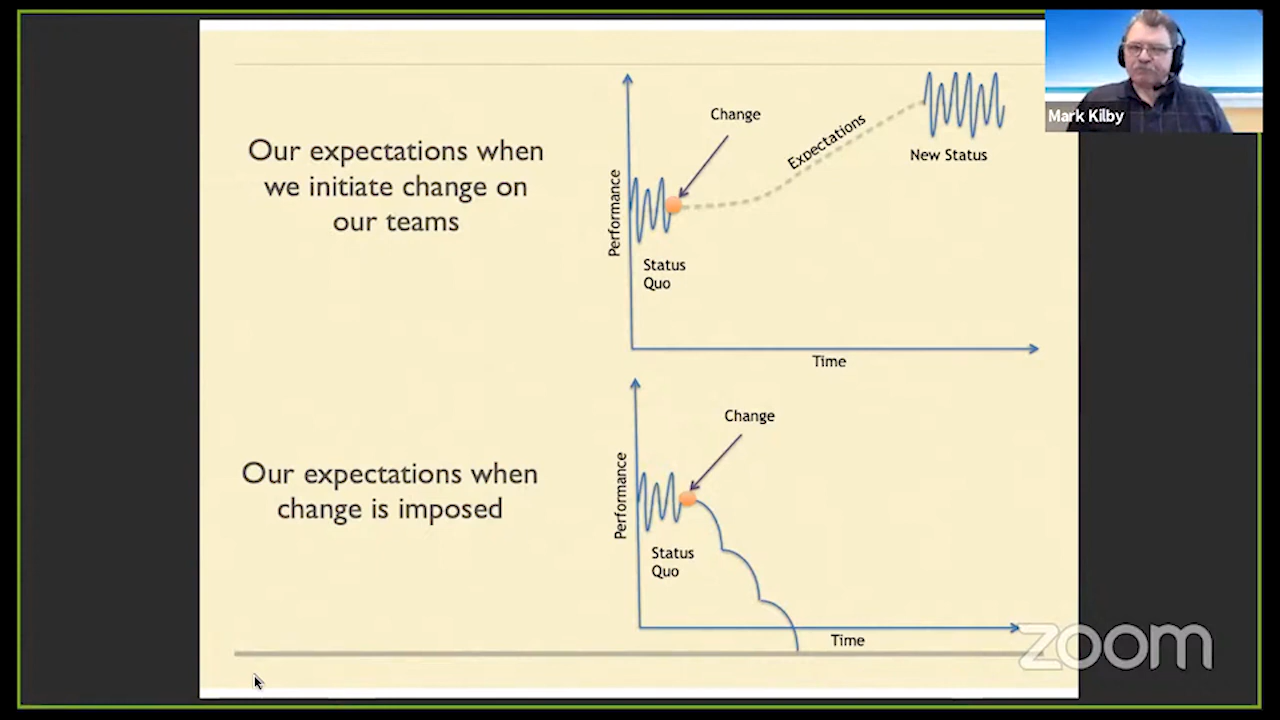 Our expectations when
we initiate change on
our teams
Performance
Change
Expectations
New Status
Status
Quo
Time
Mark Kilby
Our expectations when
change is imposed
Performance
Change
Status
Quo
Time
zoom